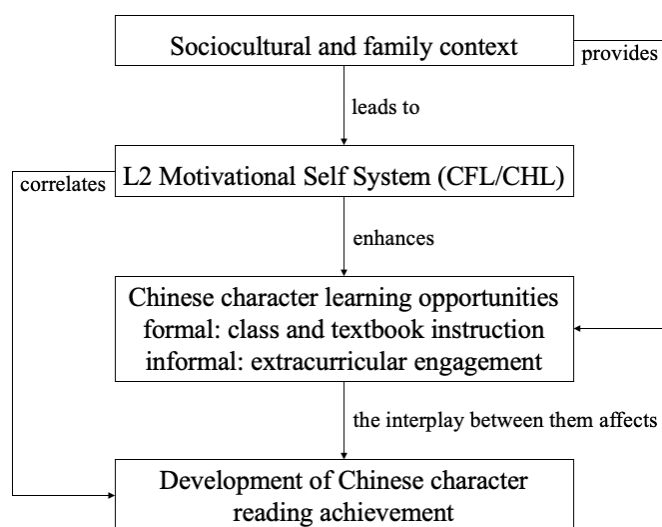 Sociocultural and family context
provides
leads to
correlates
L2 Motivational Self System (CFL/CHL)
enhances
Chinese character learning opportunities
formal: class and textbook instruction
informal: extracurricular engagement
the interplay between them affects
Development of Chinese character
reading achievement